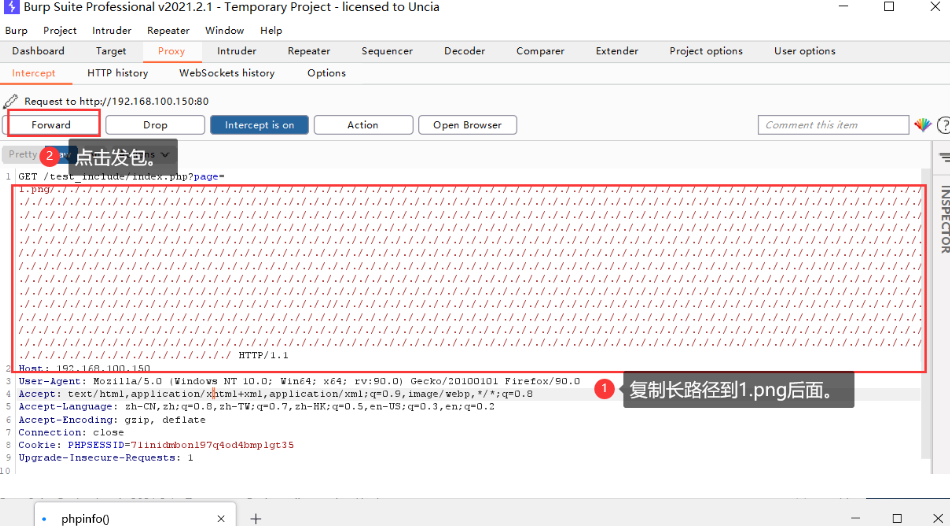 Burp Suite Professional v2021.2.1 - Temporary Project - licensed to Uncia
Burp Project Intruder Repeater Window Help
Dashboard Target Proxy Intruder Repeater Sequencer Decoder Comparer Extender Project options User options
Intercept HTTP history WebSockets history Options
Request to http://192.168.100.150:80
Forward Drop Intercept is on Action Open Browser Comment this item
Pretty
2 点击发包。
INSPECTOR
1 GET /test_include/index.php?page=
1.png/
HTTP/1.1
2 Host: 192.168.100.150
3 User-Agent: Mozilla/5.0 (Windows NT 10.0; Win64; x64; rv:90.0) Gecko/20100101 Firefox/90.0
1 复制长路径到1.png后面。
4 Accept: text/html,application/xhtml+xml,application/xml;q=0.9,image/webp,*/*;q=0.8
5 Accept-Language: zh-CN,zh;q=0.8,zh-TW;q=0.7,zh-HK;q=0.5,en-US;q=0.3,en;q=0.2
6 Accept-Encoding: gzip, deflate
7 Connection: close
8 Cookie: PHPSESSID=71inidmbonl97q4od4bmplgt35
9 Upgrade-Insecure-Requests: 1
10
phpinfo()